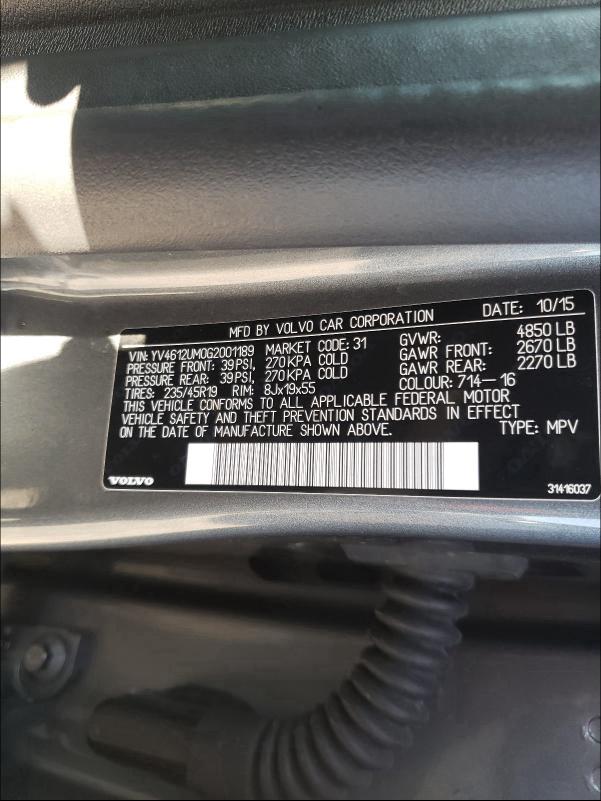 MFD BY VOLVO CAR CORPORATION DATE: 10/15
VIN: YV4612UM0G2001189 MARKET CODE: 31 GVWR: 4850 LB
PRESSURE FRONT: 39 PSI, 270 KPA COLD GAWR FRONT: 2670 LB
PRESSURE REAR: 39 PSI, 270 KPA COLD GAWR REAR: 2270 LB
TIRES: 235/45R19 RIM: 8Jx19x55 COLOUR: 714-16
THIS VEHICLE CONFORMS TO ALL APPLICABLE FEDERAL MOTOR
VEHICLE SAFETY AND THEFT PREVENTION STANDARDS IN EFFECT
ON THE DATE OF MANUFACTURE SHOWN ABOVE. TYPE: MPV
VOLVO 31416037